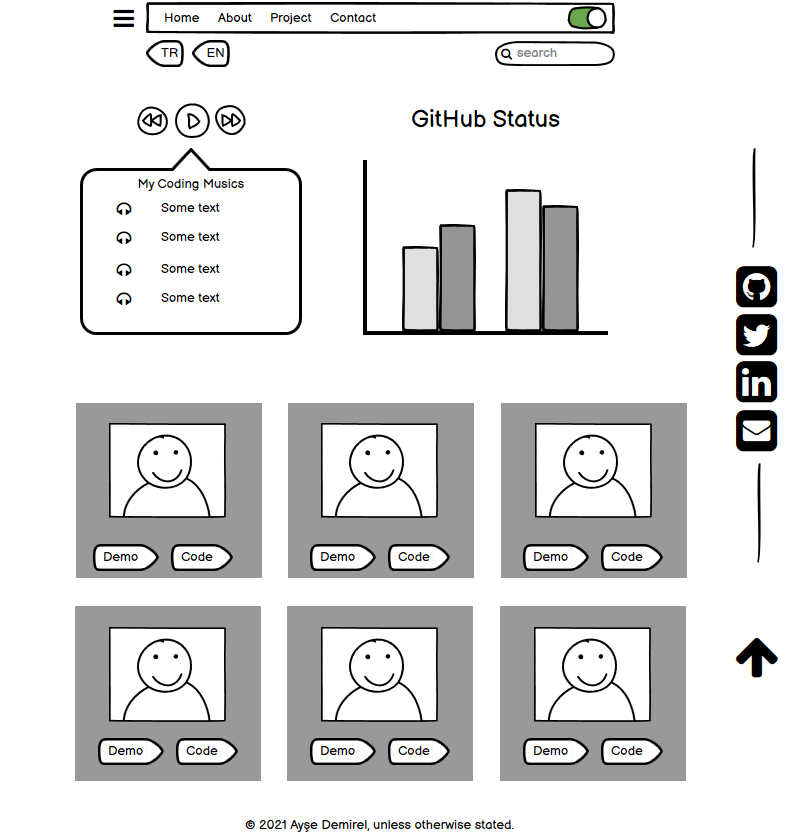 Home About Project Contact
TR EN
search
GitHub Status
My Coding Musics
Some text
Some text
Some text
Some text
in
Demo Code Demo Code Demo Code
Demo Code Demo Code Demo Code
© 2021 Ayşe Demirel, unless otherwise stated.